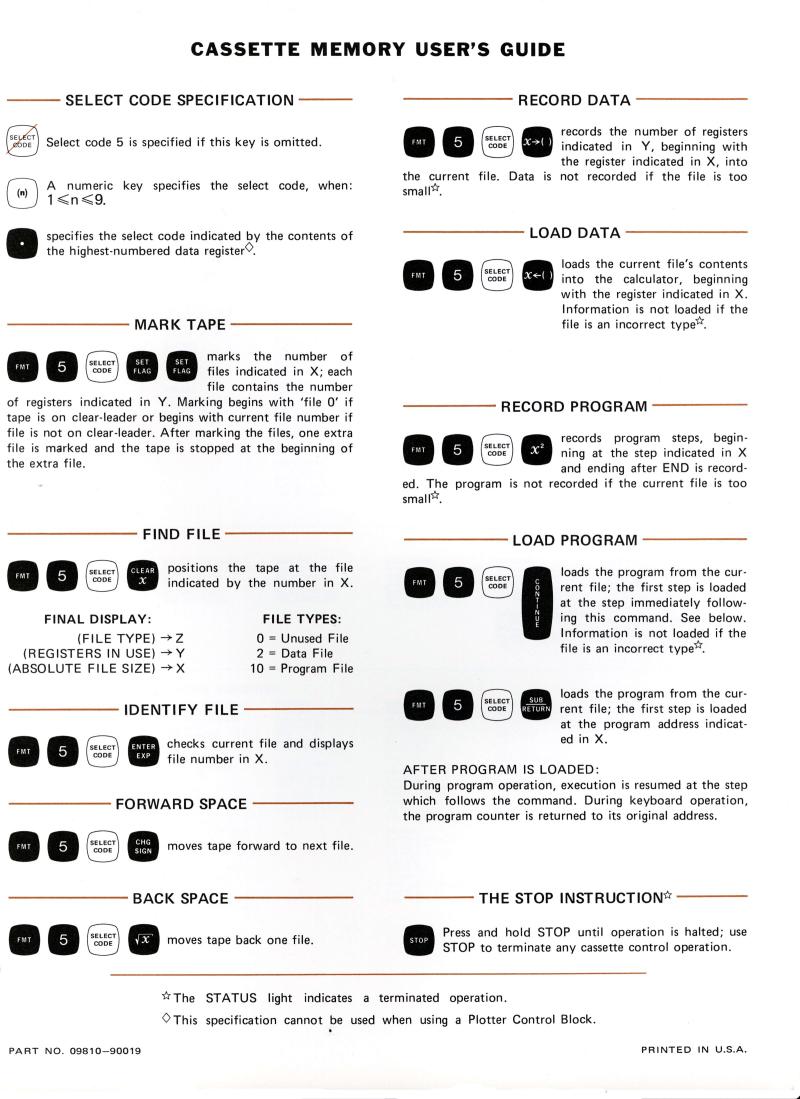 CASSETTE MEMORY USER'S GUIDE
SELECT CODE SPECIFICATION
SELECT CODE Select code 5 is specified if this key is omitted.
(n) A numeric key specifies the select code, when:
1 ⩽ n ⩽ 9.
• specifies the select code indicated by the contents of
the highest-numbered data register◇.
MARK TAPE
FMT 5 SELECT CODE SET FLAG SET FLAG
marks the number of
files indicated in X; each
file contains the number
of registers indicated in Y. Marking begins with 'file 0' if
tape is on clear-leader or begins with current file number if
file is not on clear-leader. After marking the files, one extra
file is marked and the tape is stopped at the beginning of
the extra file.
FIND FILE
FMT 5 SELECT CODE CLEAR x
positions the tape at the file
indicated by the number in X.
FINAL DISPLAY:
(FILE TYPE) → Z
(REGISTERS IN USE) → Y
(ABSOLUTE FILE SIZE) → X
FILE TYPES:
0 = Unused File
2 = Data File
10 = Program File
IDENTIFY FILE
FMT 5 SELECT CODE ENTER EXP
checks current file and displays
file number in X.
FORWARD SPACE
FMT 5 SELECT CODE CHG SIGN moves tape forward to next file.
BACK SPACE
FMT 5 SELECT CODE √x moves tape back one file.
RECORD DATA
FMT 5 SELECT CODE x→( )
records the number of registers
indicated in Y, beginning with
the register indicated in X, into
the current file. Data is not recorded if the file is too
small☆.
LOAD DATA
FMT 5 SELECT CODE x←( )
loads the current file's contents
into the calculator, beginning
with the register indicated in X.
Information is not loaded if the
file is an incorrect type☆.
RECORD PROGRAM
FMT 5 SELECT CODE x²
records program steps, begin-
ning at the step indicated in X
and ending after END is record-
ed. The program is not recorded if the current file is too
small☆.
LOAD PROGRAM
FMT 5 SELECT CODE CONTINUE
loads the program from the cur-
rent file; the first step is loaded
at the step immediately follow-
ing this command. See below.
Information is not loaded if the
file is an incorrect type☆.
FMT 5 SELECT CODE SUB RETURN
loads the program from the cur-
rent file; the first step is loaded
at the program address indicat-
ed in X.
AFTER PROGRAM IS LOADED:
During program operation, execution is resumed at the step
which follows the command. During keyboard operation,
the program counter is returned to its original address.
THE STOP INSTRUCTION☆
STOP Press and hold STOP until operation is halted; use
STOP to terminate any cassette control operation.
☆The STATUS light indicates a terminated operation.
◇This specification cannot be used when using a Plotter Control Block.
PART NO. 09810–90019
PRINTED IN U.S.A.